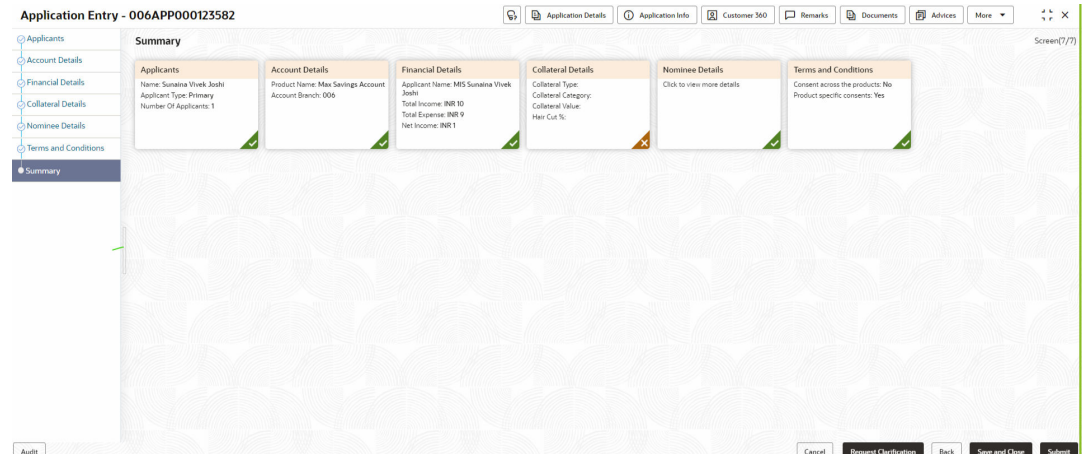 Application Entry - 006APP000123582
Application Details
Application Info
Customer 360
Remarks
Documents
Advices
More
Applicants
Account Details
Financial Details
Collateral Details
Nominee Details
Terms and Conditions
Summary
Summary
Screen(7/7)
Applicants
Name: Sunaina Vivek Joshi
Applicant Type: Primary
Number Of Applicants: 1
Account Details
Product Name: Max Savings Account
Account Branch: 006
Financial Details
Applicant Name: MIS Sunaina Vivek
Joshi
Total Income: INR 10
Total Expense: INR 9
Net Income: INR 1
Collateral Details
Collateral Type:
Collateral Category:
Collateral Value:
Hair Cut %:
Nominee Details
Click to view more details
Terms and Conditions
Consent across the products: No
Product specific consents: Yes
Audit
Cancel
Request Clarification
Back
Save and Close
Submit